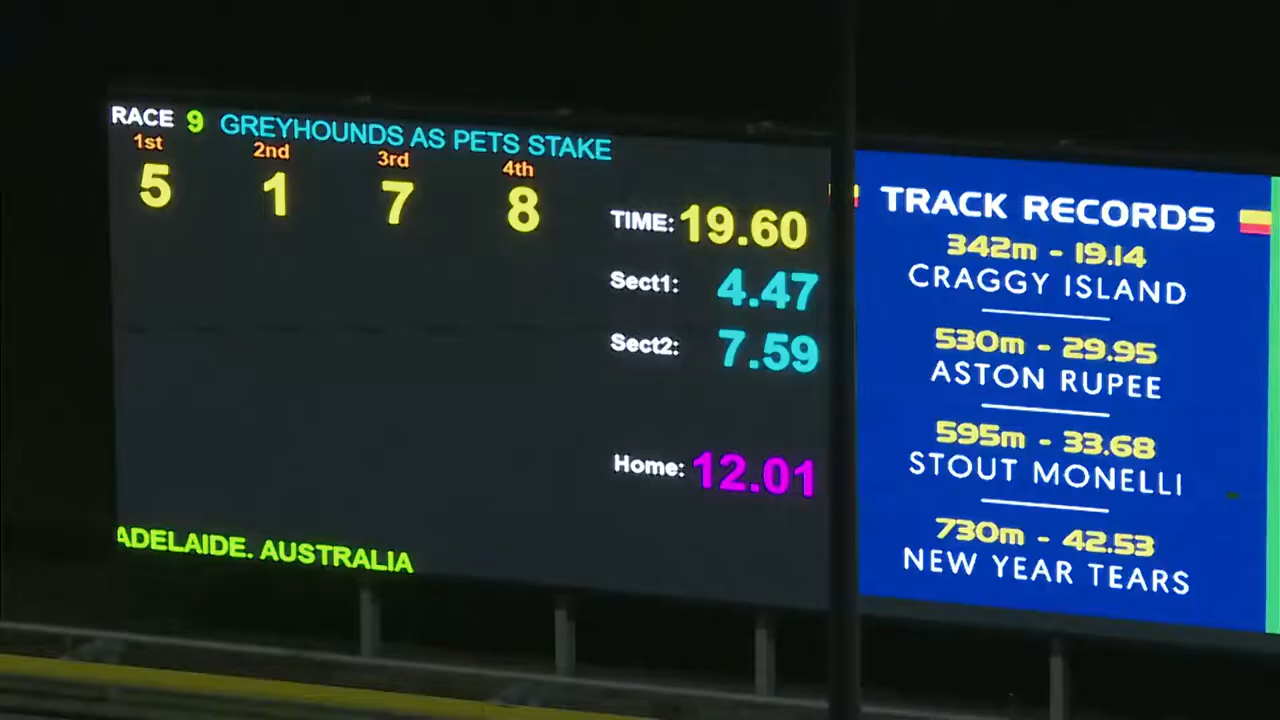 RACE 9 GREYHOUNDS AS PETS STAKE
1st 2nd 3rd 4th
5 1 7 8
TIME: 19.60
Sect1: 4.47
Sect2: 7.59
Home: 12.01
ADELAIDE. AUSTRALIA
TRACK RECORDS
342m - 19.14
CRAGGY ISLAND
530m - 29.95
ASTON RUPEE
595m - 33.68
STOUT MONELLI
730m - 42.53
NEW YEAR TEARS